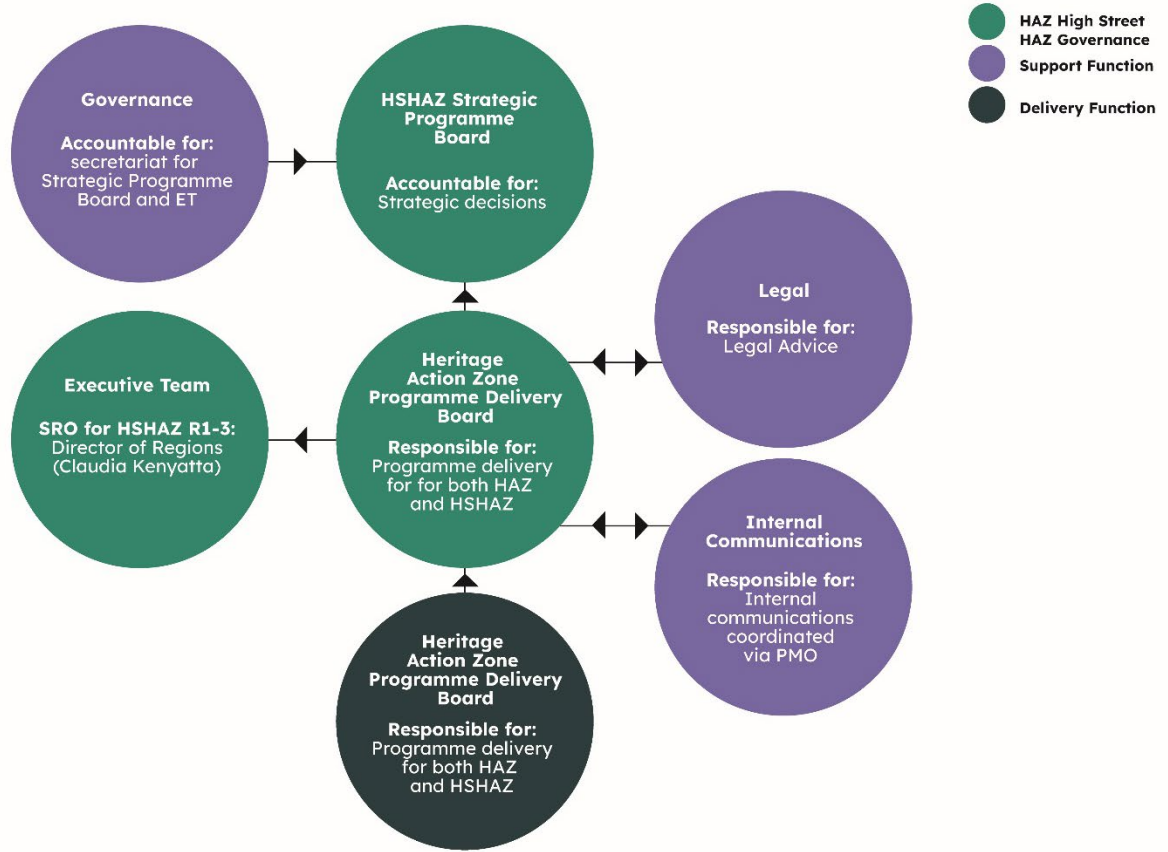 HAZ High Street
HAZ Governance
Support Function
Delivery Function
Governance
Accountable for:
secretariat for
Strategic Programme
Board and ET
HSHAZ Strategic
Programme
Board
Accountable for:
Strategic decisions
Legal
Responsible for:
Legal Advice
Executive Team
SRO for HSHAZ R1-3:
Director of Regions
(Claudia Kenyatta)
Heritage
Action Zone
Programme Delivery
Board
Responsible for:
Programme delivery
for for both HAZ
and HSHAZ
Internal
Communications
Responsible for:
Internal
communications
coordinated
via PMO
Heritage
Action Zone
Programme Delivery
Board
Responsible for:
Programme delivery
for both HAZ
and HSHAZ